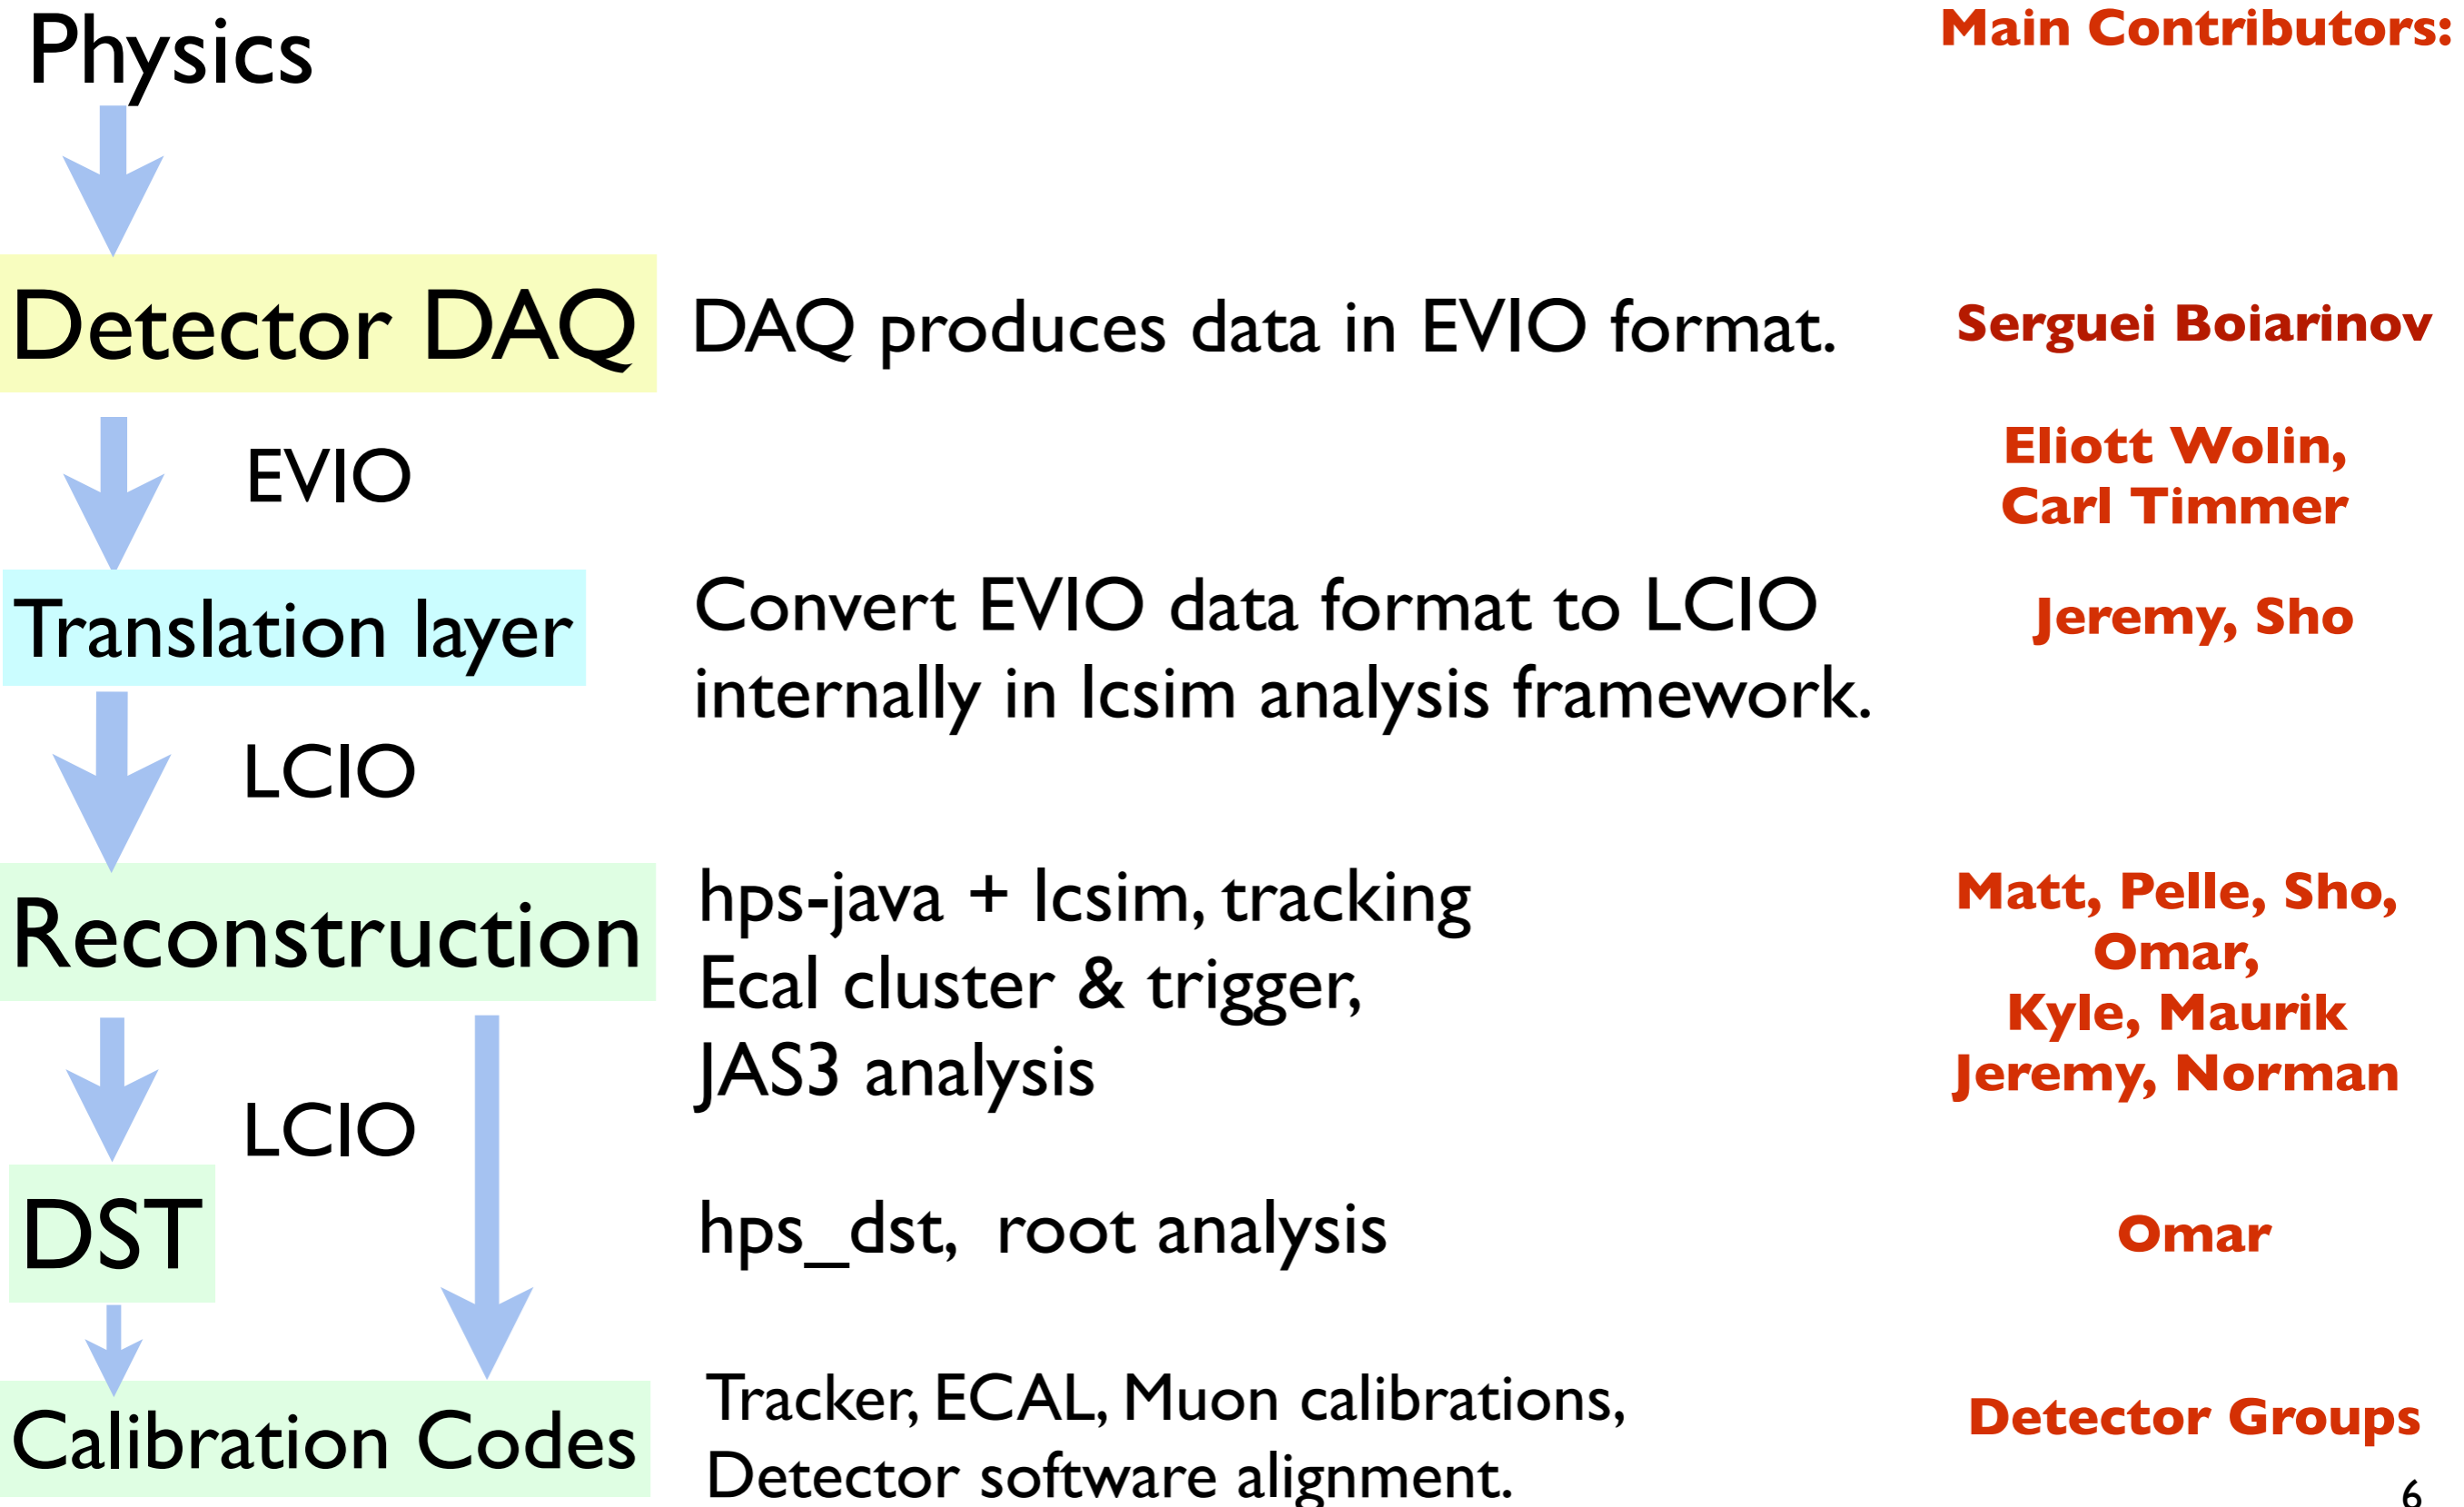 Physics
Main Contributors:
Detector DAQ
DAQ produces data in EVIO format.
Serguei Boiarinov
EVIO
Eliott Wolin,
Carl Timmer
Translation layer
Convert EVIO data format to LCIO
internally in lcsim analysis framework.
Jeremy, Sho
LCIO
Reconstruction
hps-java + lcsim, tracking
Ecal cluster & trigger,
JAS3 analysis
Matt, Pelle, Sho,
Omar,
Kyle, Maurik
Jeremy, Norman
LCIO
DST
hps_dst, root analysis
Omar
Calibration Codes
Tracker, ECAL, Muon calibrations,
Detector software alignment.
Detector Groups
6